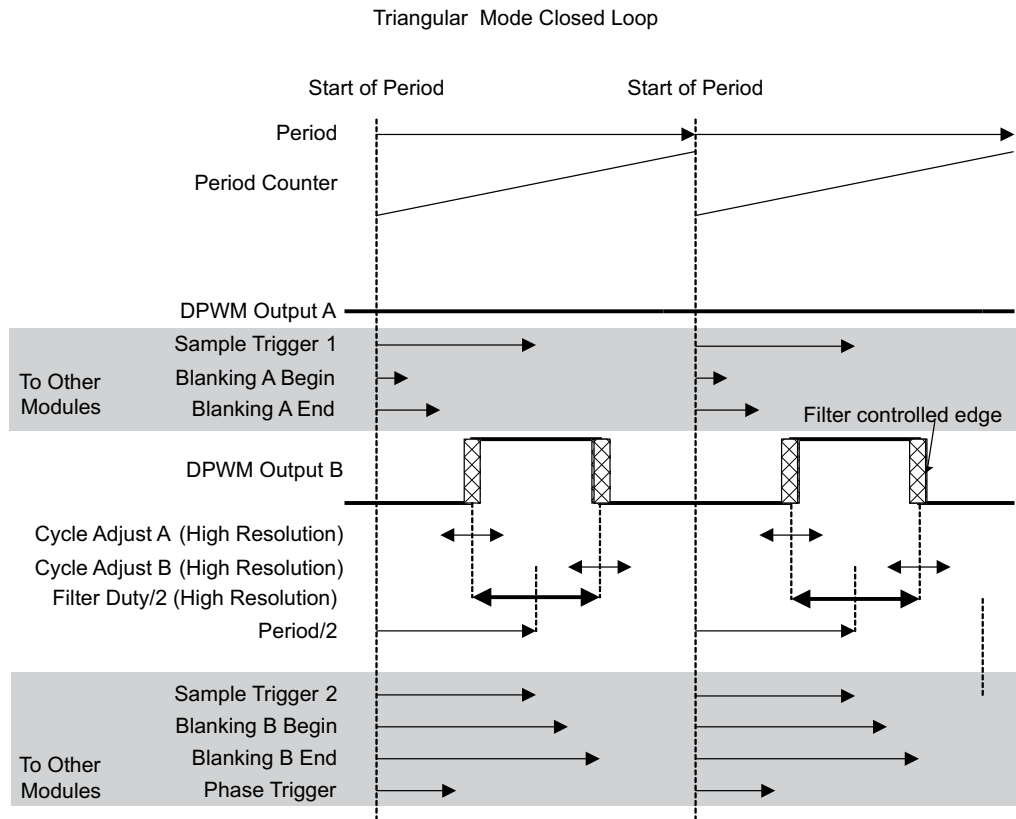 Triangular Mode Closed Loop
Start of Period
Start of Period
Period
Period Counter
DPWM Output A
To Other
Modules
Sample Trigger 1
Blanking A Begin
Blanking A End
Filter controlled edge
DPWM Output B
Cycle Adjust A (High Resolution)
Cycle Adjust B (High Resolution)
Filter Duty/2 (High Resolution)
Period/2
To Other
Modules
Sample Trigger 2
Blanking B Begin
Blanking B End
Phase Trigger